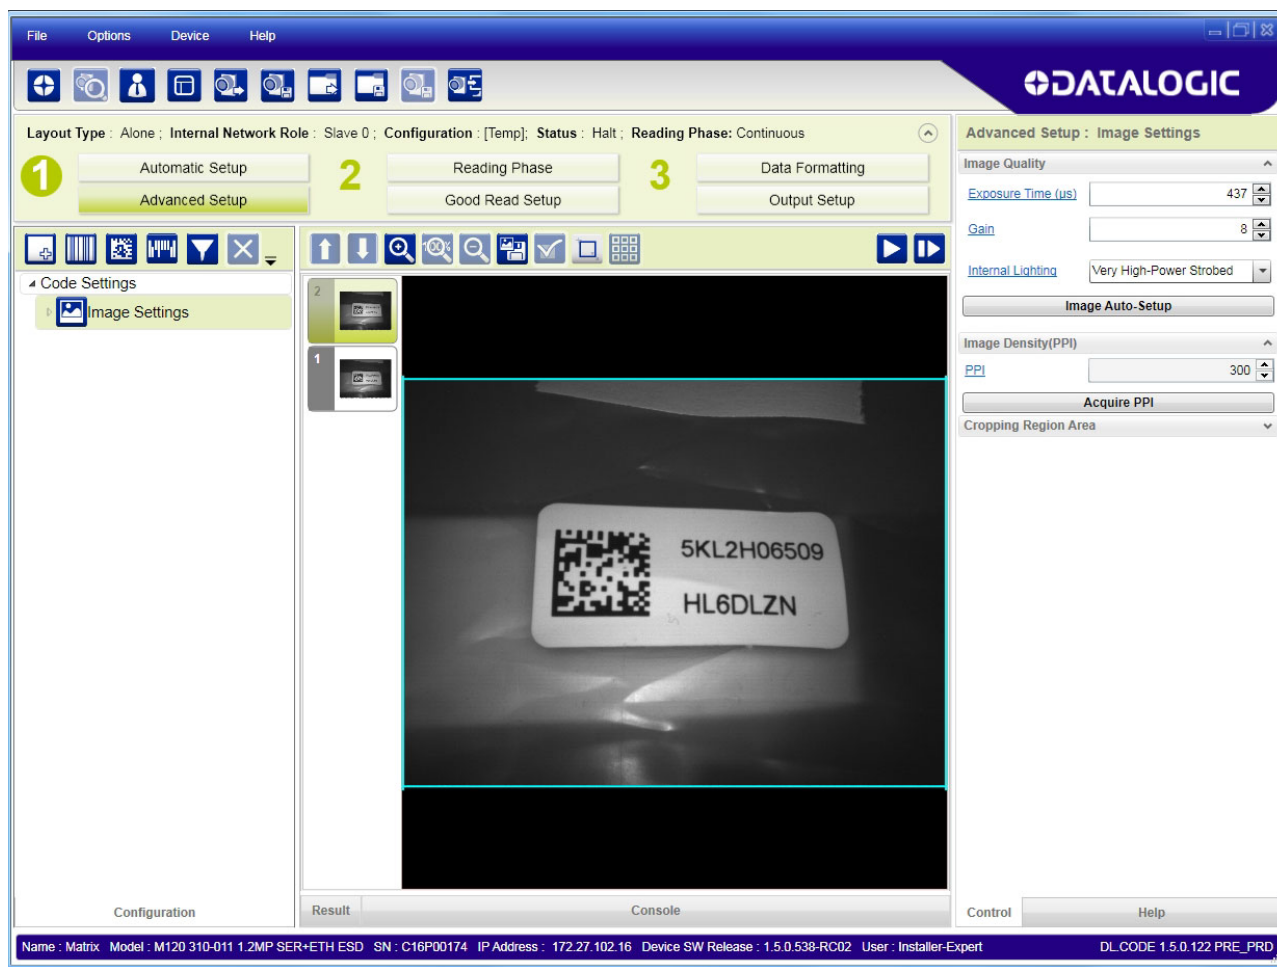 File Options Device Help
DATALOGIC
Layout Type : Alone ; Internal Network Role : Slave 0 ; Configuration : [Temp]; Status : Halt ; Reading Phase: Continuous
1 Automatic Setup 2 Reading Phase 3 Data Formatting
Advanced Setup Good Read Setup Output Setup
100%
Code Settings
Image Settings
2
1
5KL2H06509
HL6DLZN
Advanced Setup : Image Settings
Image Quality
Exposure Time (µs) 437
Gain 8
Internal Lighting Very High-Power Strobed
Image Auto-Setup
Image Density(PPI)
PPI 300
Acquire PPI
Cropping Region Area
Configuration Result Console Control Help
Name : Matrix Model : M120 310-011 1.2MP SER+ETH ESD SN : C16P00174 IP Address : 172.27.102.16 Device SW Release : 1.5.0.538-RC02 User : Installer-Expert DL.CODE 1.5.0.122 PRE_PRD